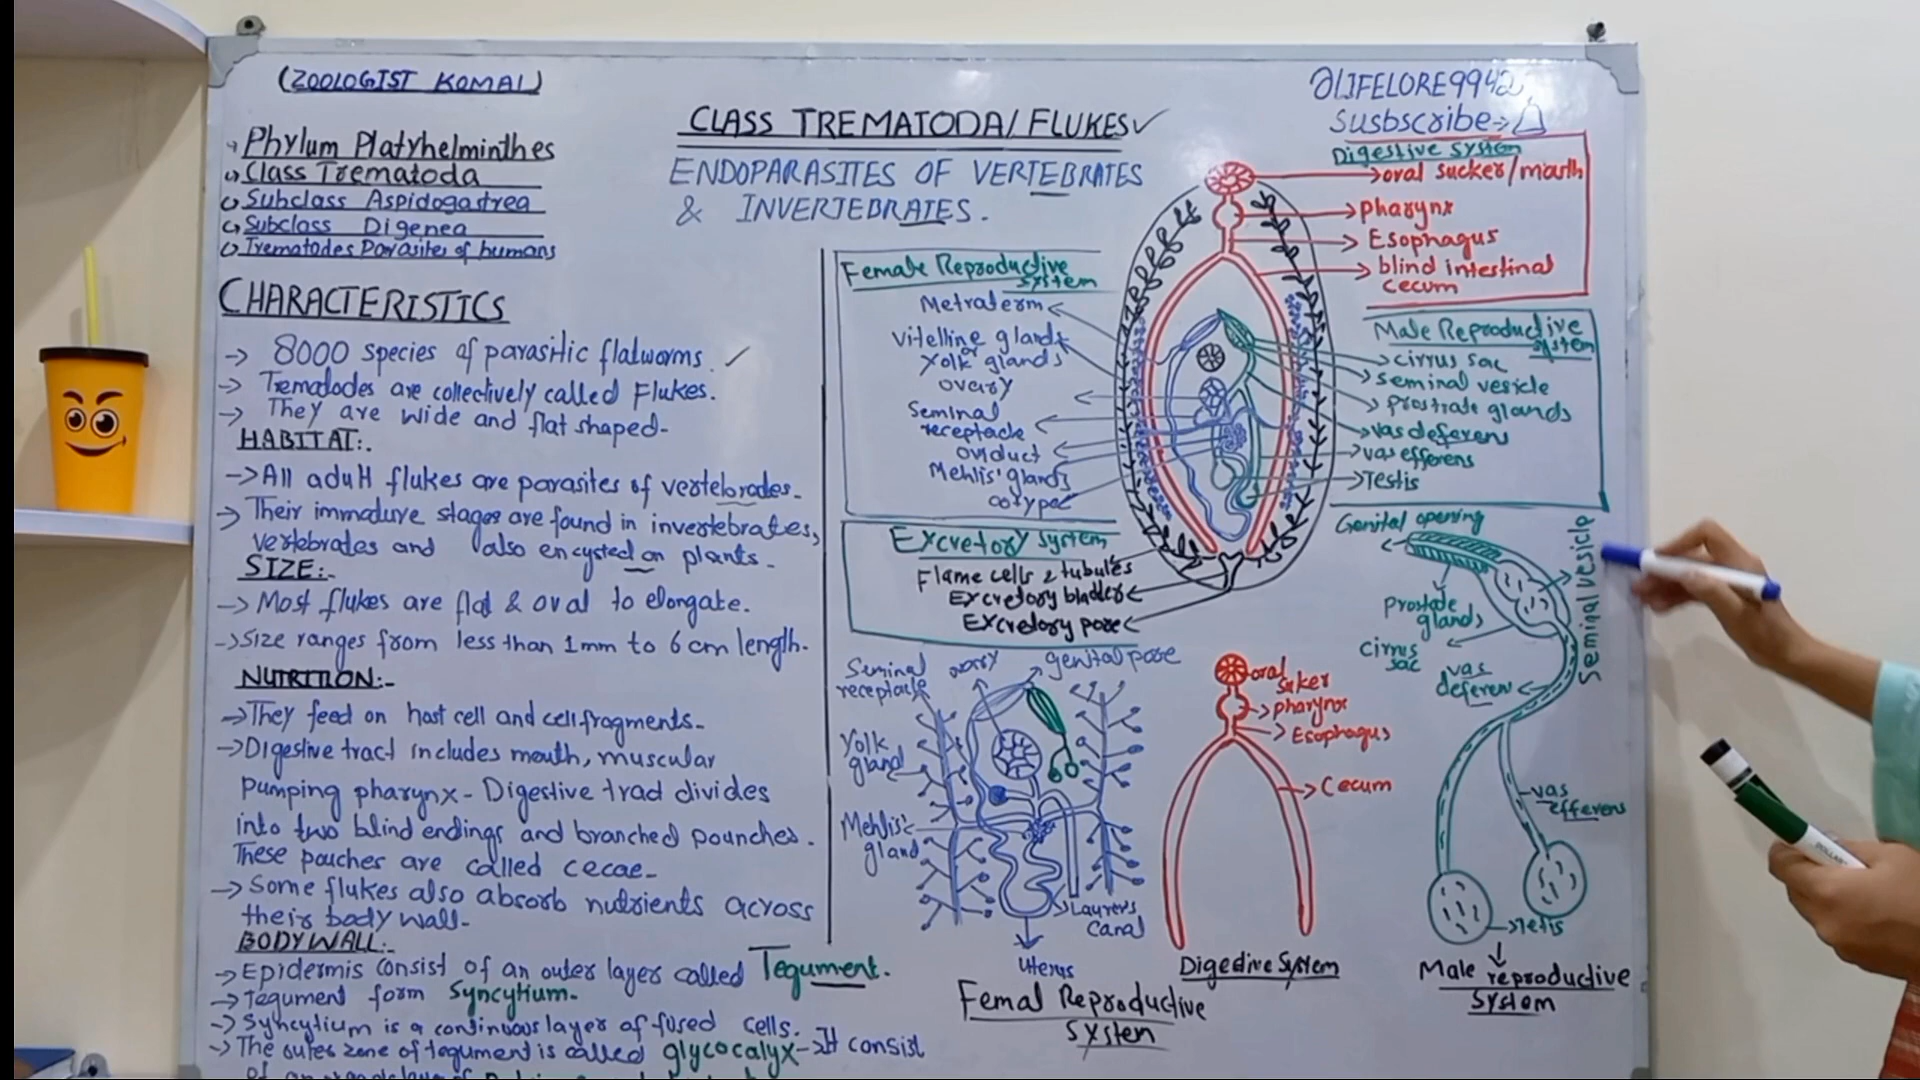 (ZOOLOGIST KOMAL)
Phylum Platyhelminthes
Class Trematoda
Subclass Aspidogastrea
Subclass Digenea
Trematodes Parasites of humans
CHARACTERISTICS
→ 8000 species of parasitic flatworms.
→ Trematodes are collectively called Flukes.
→ They are wide and flat shaped-
HABITAT:-
→ All adult flukes are parasites of vertebrates-
→ Their immature stages are found in invertebrates,
vertebrates and also encysted on plants-
SIZE:-
→ Most flukes are flat & oval to elongate.
→ Size ranges from less than 1mm to 6cm length-
NUTRITION:-
→ They feed on host cell and cell fragments-
→ Digestive tract includes mouth, muscular
pumping pharynx- Digestive tract divides
into two blind endings and branched pounches.
These pouches are called cecae-
→ Some flukes also absorb nutrients across
their body wall-
BODY WALL:-
→ Epidermis consist of an outer layer called Tegument.
→ Tegument form Syncytium-
→ Syncytium is a continuous layer of fused cells.
→ The outer zone of tegument is called glycocalyx- → It consist
CLASS TREMATODA/FLUKES ✓
ENDOPARASITES OF VERTEBRATES
& INVERTEBRATES.
@LIFELORE9942
Susbscribe→
Digestive System
oral sucker/mouth
pharynx
Esophagus
blind intestinal
cecum
Female Reproductive
system
Metraterm
Vitelline glands
or
Yolk glands
ovary
Seminal
receptacle
oviduct
Mehlis' glands
ootype
Male Reproductive
system
cirrus sac
seminal vesicle
prostrate glands
vas deferens
vas efferens
Testis
Excretory system
Flame cells & tubules
Excretory bladder
Excretory pore
Seminal
receptacle
ovary
genital pore
Yolk
gland
Mehlis's
gland
Laurer's
canal
Uterus
Femal Reproductive
System
oral
suker
pharynx
Esophagus
Cecum
Digestive System
Genital opening
Seminal vesicle
Prostate
glands
cirrus
sac
vas
deferen
vas
efferens
testis
Male reproductive
System
DOLLAR